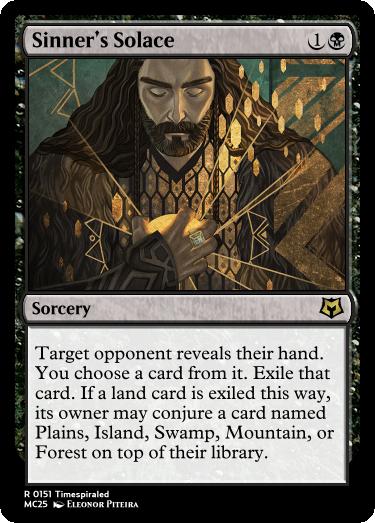 Sinner's Solace 1
Sorcery
Target opponent reveals their hand.
You choose a card from it. Exile that
card. If a land card is exiled this way,
its owner may conjure a card named
Plains, Island, Swamp, Mountain, or
Forest on top of their library.
R 0151 Timespiraled
MC25 Eleonor Piteira